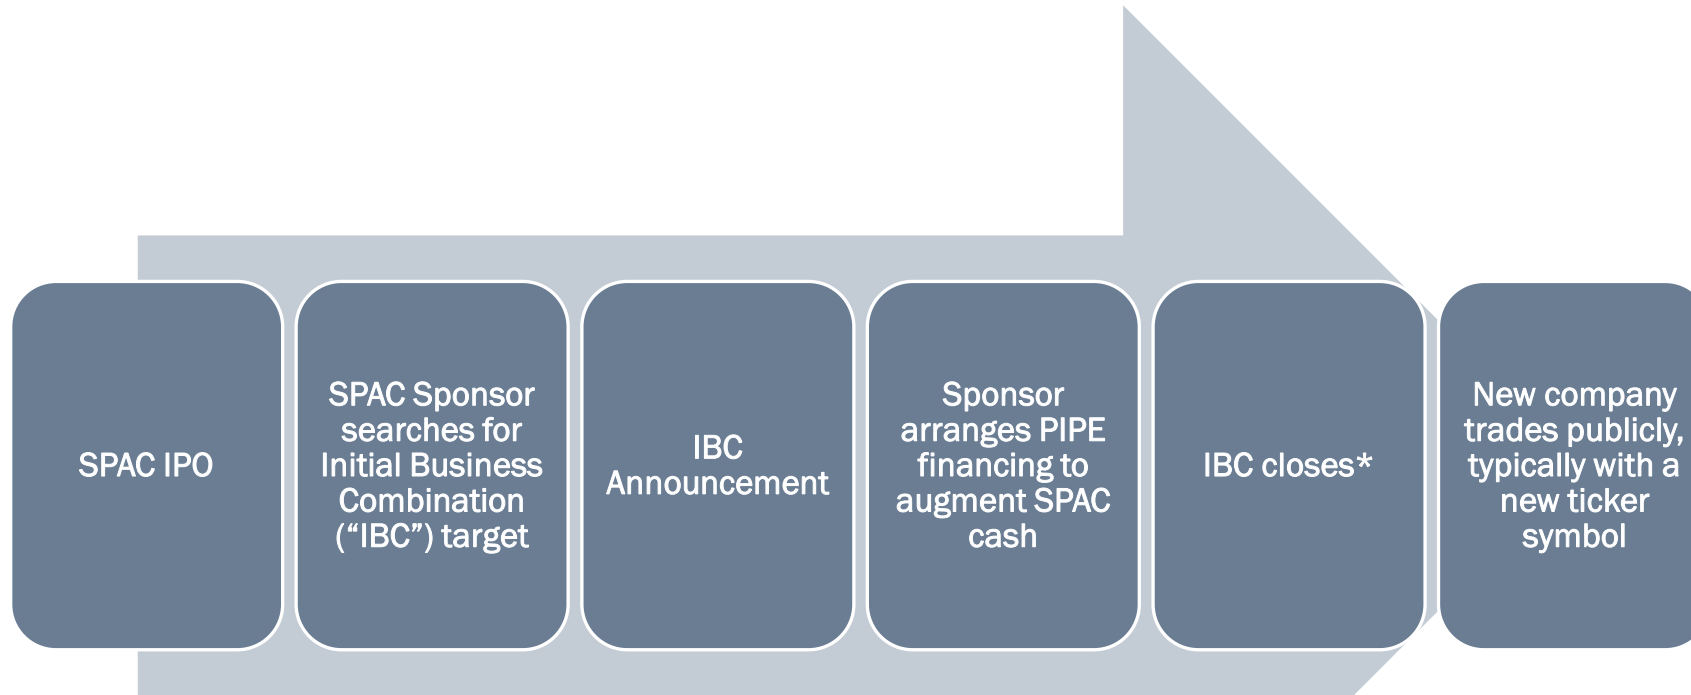 SPAC IPO
SPAC Sponsor
searches for
Initial Business
Combination
(“IBC”) target
IBC
Announcement
Sponsor
arranges PIPE
financing to
augment SPAC
cash
IBC closes*
New company
trades publicly,
typically with a
new ticker
symbol